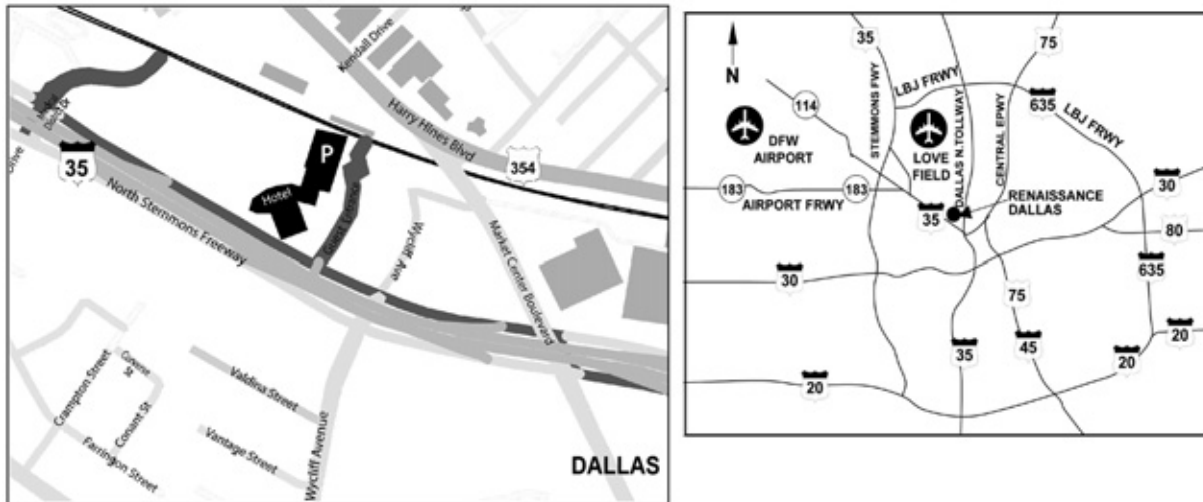 Kendall Drive
Harry Hines Blvd
354
35
Drive
P
Hotel
North Stemmons Freeway
Wycliff Ave
Market Center Boulevard
Crampton Street
Conant St
Farrington Street
Valdina Street
Vantage Street
Wycliff Avenue
DALLAS
N
35
75
LBJ FRWY
114
635
LBJ FRWY
STEMMONS FWY
DALLAS N.TOLLWAY
CENTRAL EPWY
DFW
AIRPORT
LOVE
FIELD
183
183
AIRPORT FRWY
30
RENAISSANCE
DALLAS
35
80
30
635
75
35
45
20
20
20